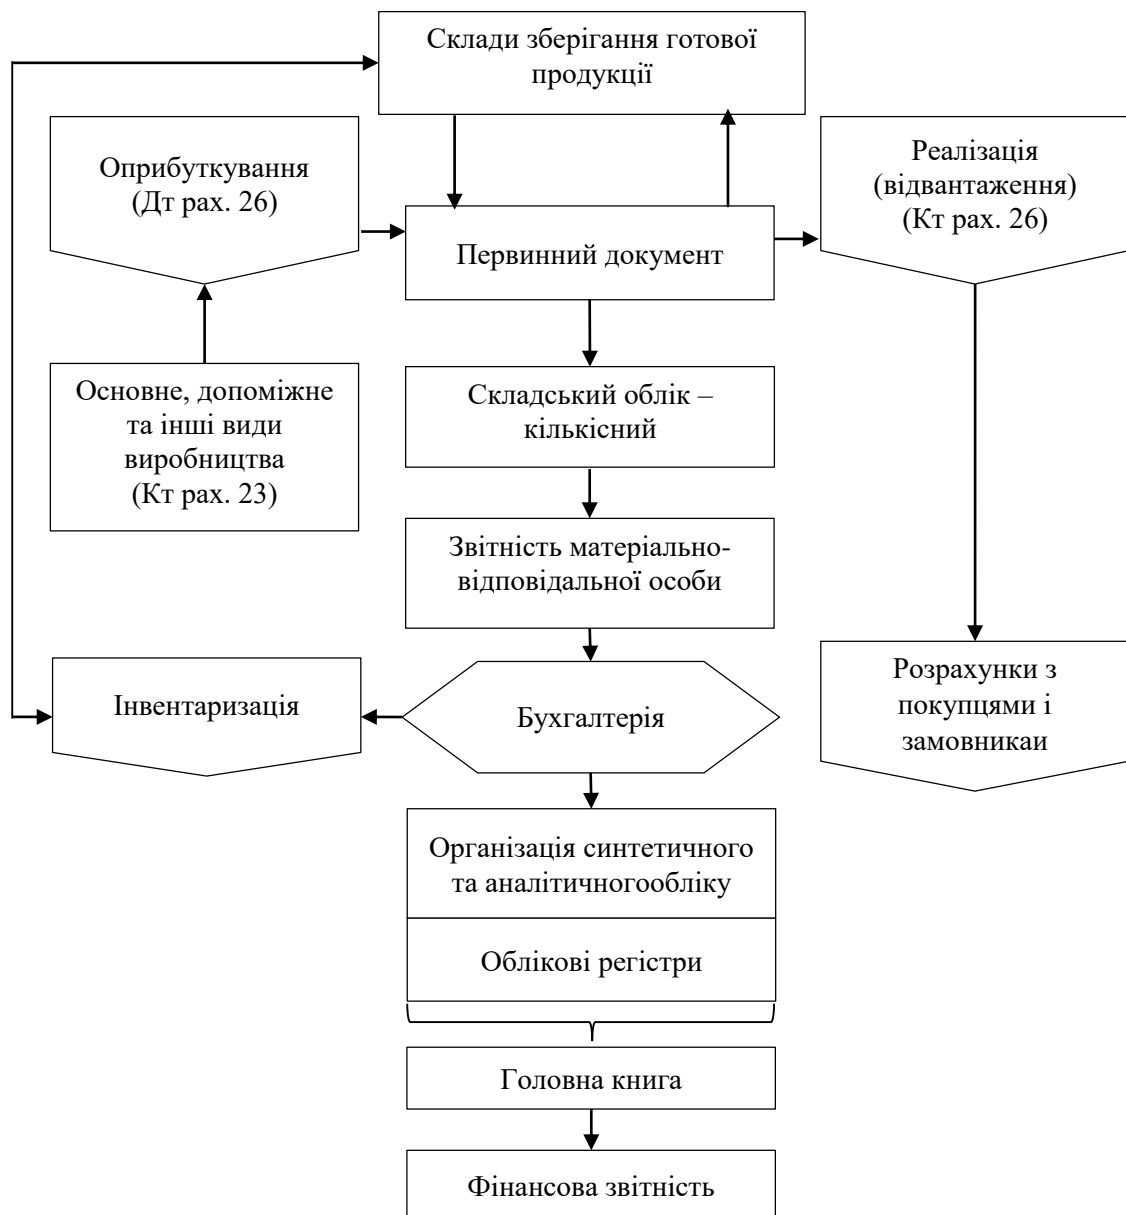 Склади зберігання готової
продукції
Оприбуткування
(Дт рах. 26)
Реалізація
(відвантаження)
(Кт рах. 26)
Первинний документ
Основне, допоміжне
та інші види
виробництва
(Кт рах. 23)
Складський облік –
кількісний
Звітність матеріально-
відповідальної особи
Інвентаризація
Бухгалтерія
Розрахунки з
покупцями і
замовникаи
Організація синтетичного
та аналітичногообліку
Облікові регістри
Головна книга
Фінансова звітність